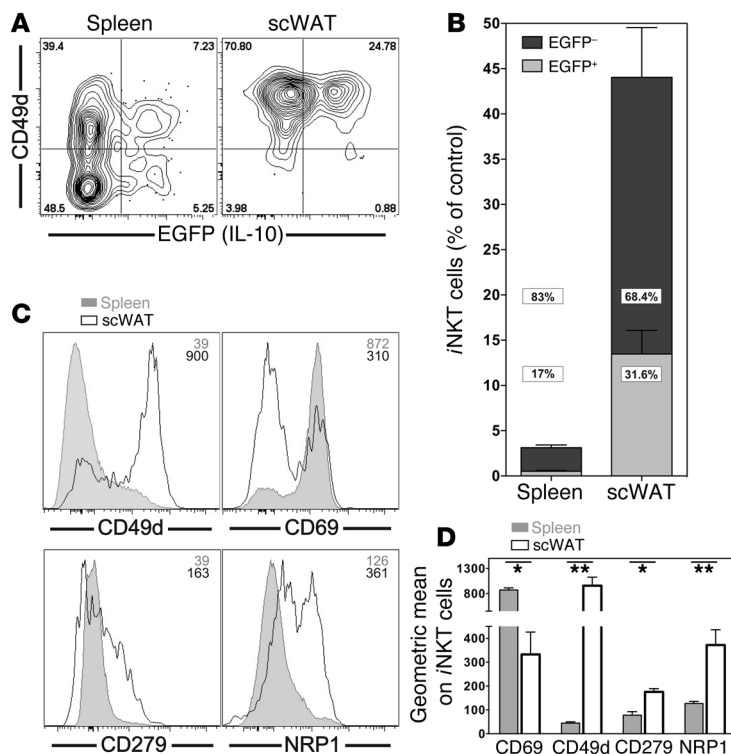 A
Spleen
scWAT
39.4
7.23
48.5
5.25
70.80
24.78
3.98
0.88
CD49d
EGFP (IL-10)
B
iNKT cells (% of control)
50
45
40
35
30
25
20
15
10
5
0
EGFP–
EGFP+
83%
68.4%
17%
31.6%
Spleen
scWAT
C
Spleen
scWAT
39
900
CD49d
872
310
CD69
39
163
CD279
126
361
NRP1
D
Spleen
scWAT
Geometric mean
on iNKT cells
1300
800
400
300
200
100
0
*
**
*
**
CD69
CD49d
CD279
NRP1